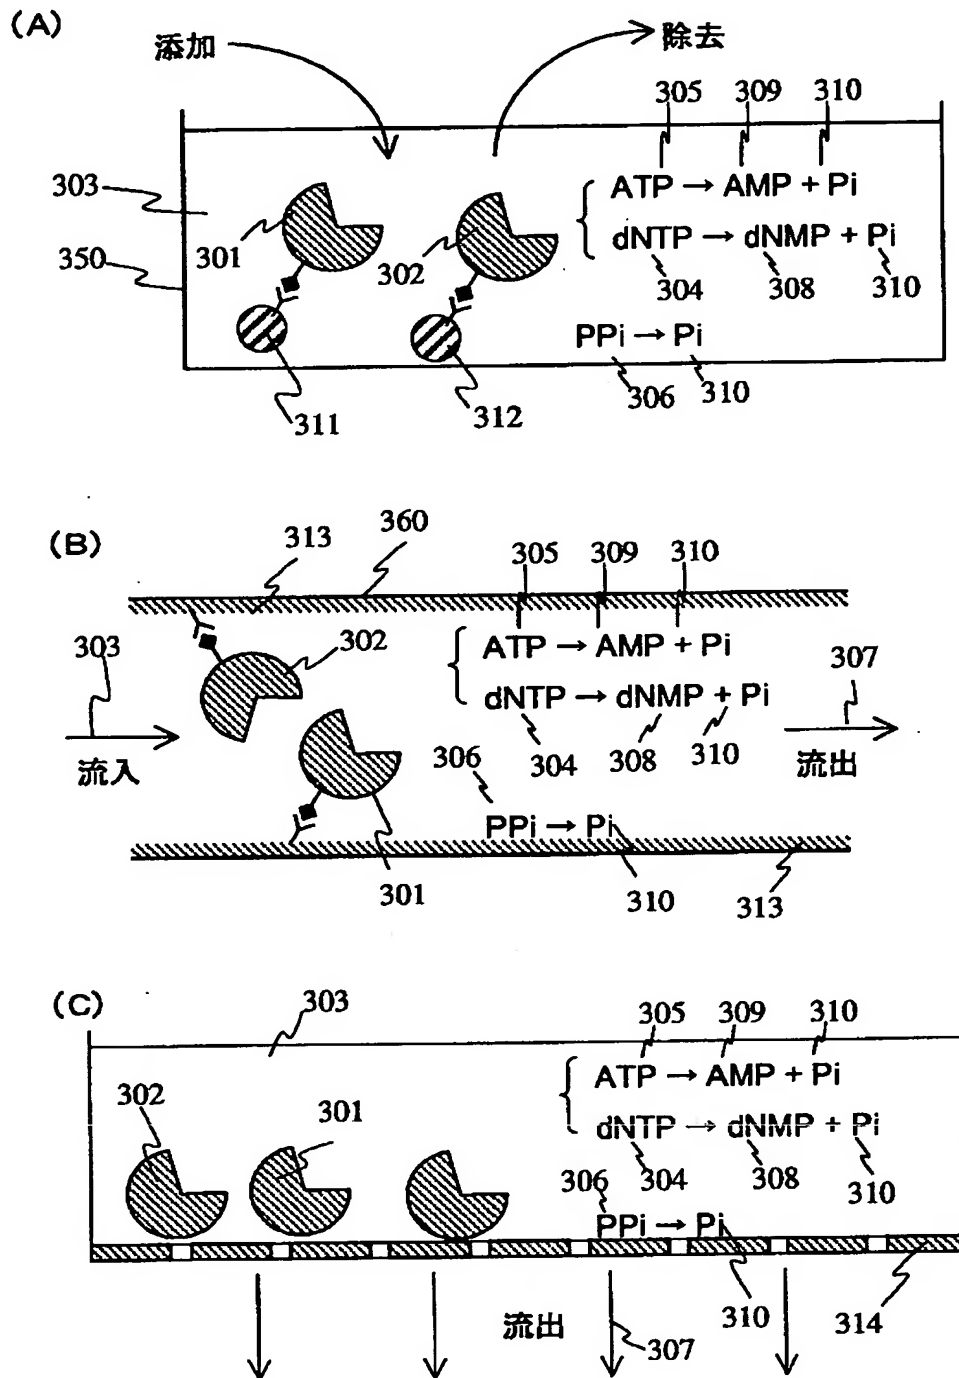 (A)
添加
除去
305 309 310
303
ATP → AMP + Pi
301
302
dNTP → dNMP + Pi
350
304 308 310
PPi → Pi
306 310
311
312
(B)
313
360
305 309 310
303
302
ATP → AMP + Pi
307
dNTP → dNMP + Pi
流入
306
304 308 310
流出
PPi → Pi
301
310
313
(C)
303
305 309 310
302
301
ATP → AMP + Pi
dNTP → dNMP + Pi
306
304 308 310
PPi → Pi
流出
307
310
314